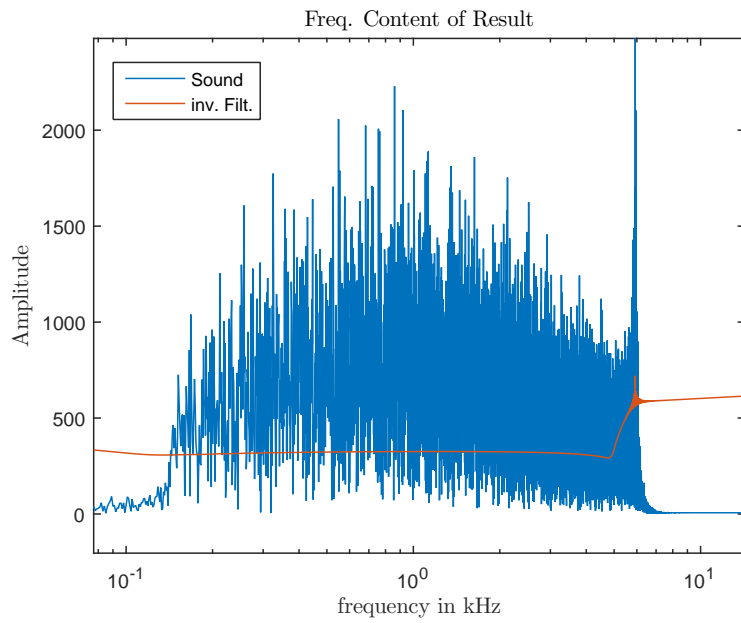 Freq. Content of Result
Sound
inv. Filt.
Amplitude
2000
1500
1000
500
0
10^-1
10^0
10^1
frequency in kHz